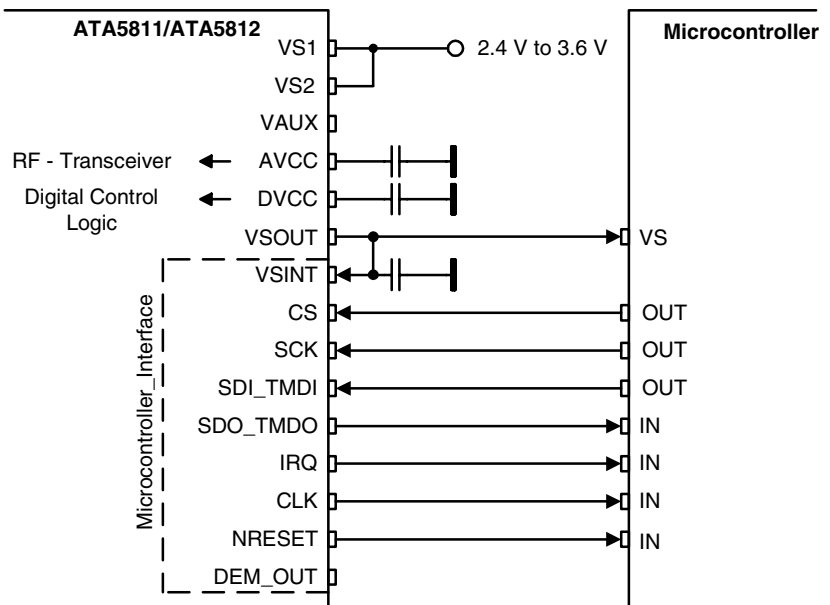 ATA5811/ATA5812
Microcontroller
VS1
2.4 V to 3.6 V
VS2
VAUX
RF - Transceiver
AVCC
Digital Control
Logic
DVCC
VSOUT
VS
VSINT
Microcontroller_Interface
CS
OUT
SCK
OUT
SDI_TMDI
OUT
SDO_TMDO
IN
IRQ
IN
CLK
IN
NRESET
IN
DEM_OUT